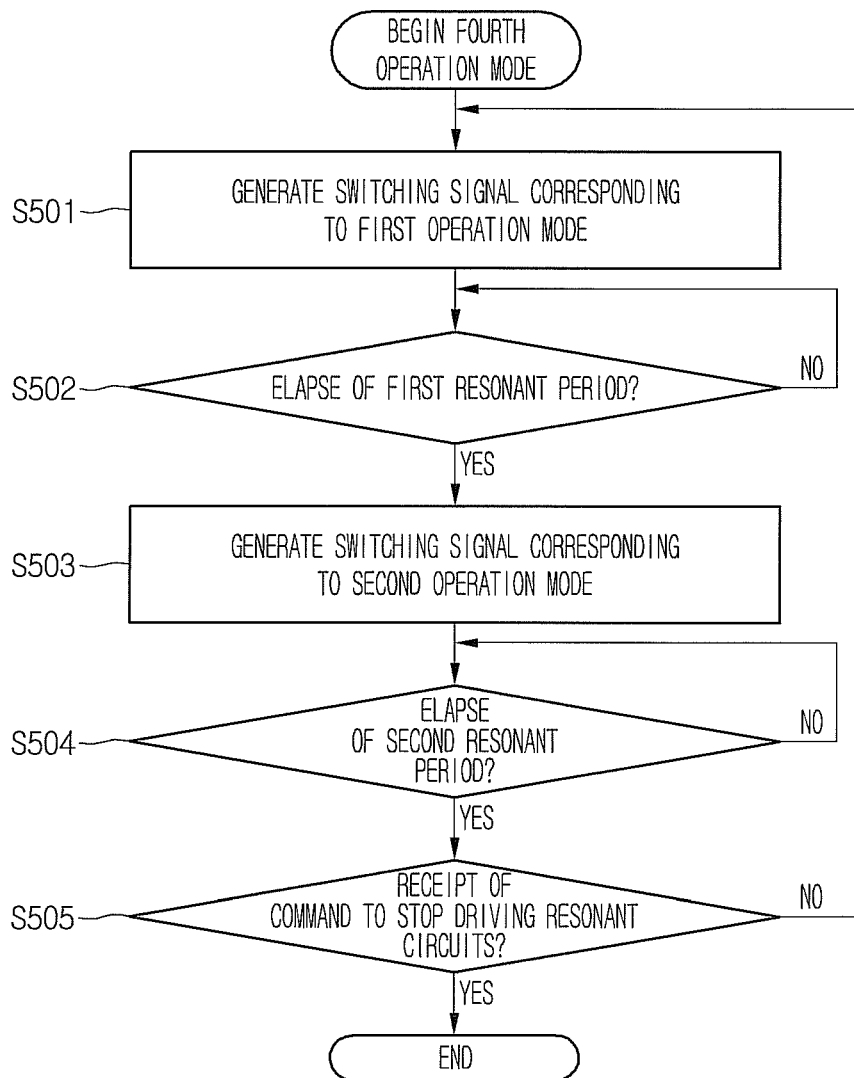 BEGIN FOURTH
OPERATION MODE
S501
GENERATE SWITCHING SIGNAL CORRESPONDING
TO FIRST OPERATION MODE
S502
ELAPSE OF FIRST RESONANT PERIOD?
NO
YES
S503
GENERATE SWITCHING SIGNAL CORRESPONDING
TO SECOND OPERATION MODE
S504
ELAPSE
OF SECOND RESONANT
PERIOD?
NO
YES
S505
RECEIPT OF
COMMAND TO STOP DRIVING RESONANT
CIRCUITS?
NO
YES
END